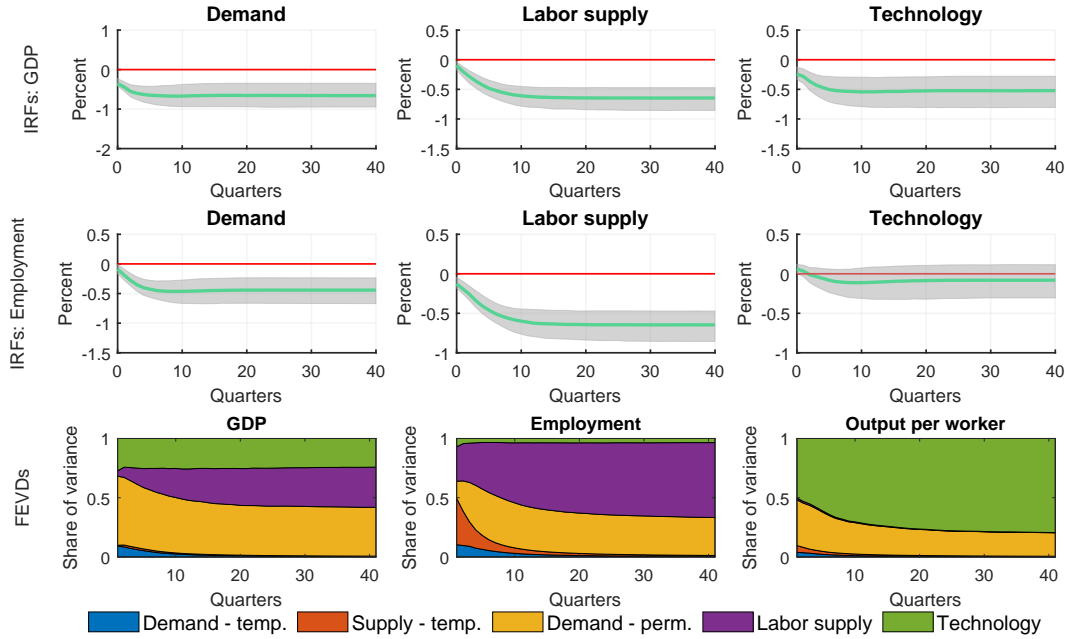 Demand
Labor supply
Technology
IRFs: GDP
Percent
1
0
-1
-2
0 10 20 30 40
Quarters
Percent
0.5
0
-0.5
-1
-1.5
0 10 20 30 40
Quarters
Percent
0.5
0
-0.5
-1
-1.5
0 10 20 30 40
Quarters
Demand
Labor supply
Technology
IRFs: Employment
Percent
0.5
0
-0.5
-1
-1.5
0 10 20 30 40
Quarters
Percent
0.5
0
-0.5
-1
0 10 20 30 40
Quarters
Percent
0.5
0
-0.5
-1
0 10 20 30 40
Quarters
GDP
Employment
Output per worker
FEVDs
Share of variance
1
0.5
0
10 20 30 40
Quarters
Share of variance
1
0.5
0
10 20 30 40
Quarters
Share of variance
1
0.5
0
10 20 30 40
Quarters
Demand - temp.
Supply - temp.
Demand - perm.
Labor supply
Technology